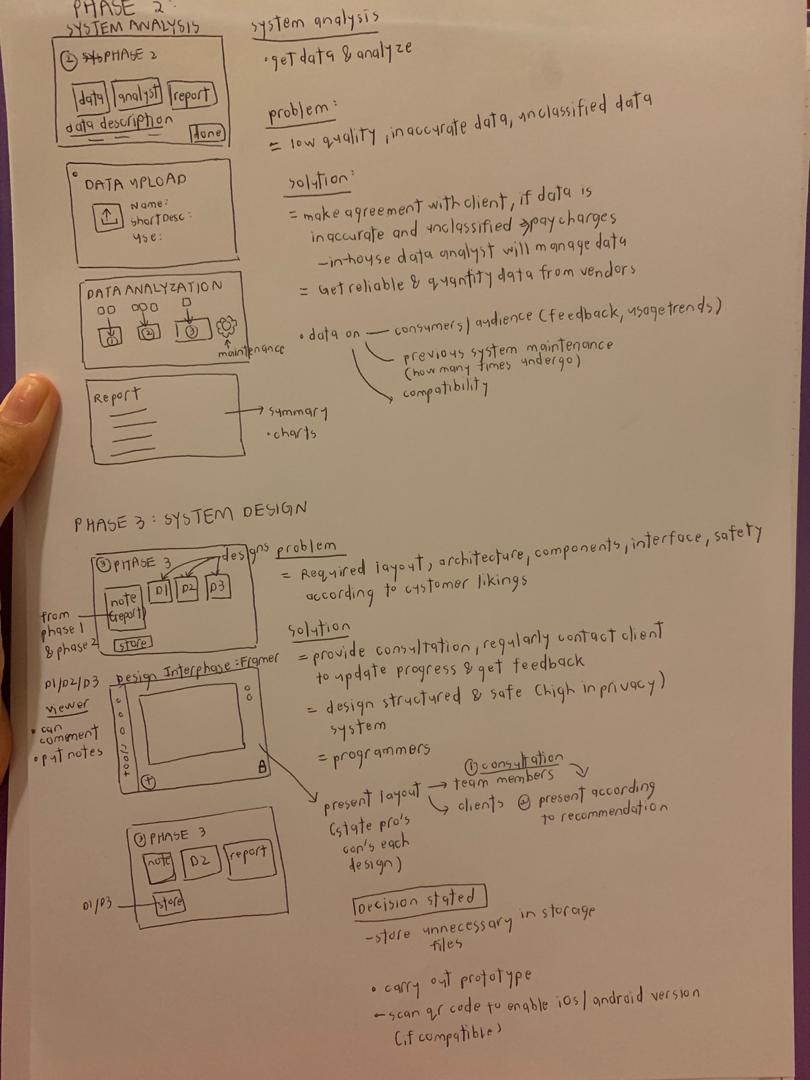 PHASE 2:
SYSTEM ANALYSIS
② PHASE 2
data
analyst
report
data description
done
system analysis
• get data & analyze
problem:
= low quality, inaccurate data, unclassified data
DATA UPLOAD
Name:
short Desc:
use:
solution:
= make agreement with client, if data is
inaccurate and unclassified → pay charges
- in-house data analyst will manage data
= Get reliable & quantity data from vendors
DATA ANALYZATION
①
②
③
maintenance
• data on — consumers/audience (feedback, usage trends)
previous system maintenance
(how many times undergo)
compatibility
Report
→ summary
• charts
PHASE 3: SYSTEM DESIGN
③ PHASE 3
designs
note
(report)
D1
D2
D3
store
from
phase 1
& phase 2
problem
= Required layout, architecture, components, interface, safety
according to customer likings
solution
= provide consultation, regularly contact client
to update progress & get feedback
= design structured & safe (high in privacy)
system
= programmers
D1/D2/D3
viewer
• can
comment
• put notes
Design Interphase: Framer
tool
present layout → team members
(state pro's
con's each
design)
clients
① consultation
② present according
to recommendation
③ PHASE 3
note
D2
report
store
D1/D3
Decision stated
- store unnecessary in storage
files
• carry out prototype
- scan qr code to enable iOS/android version
(if compatible)